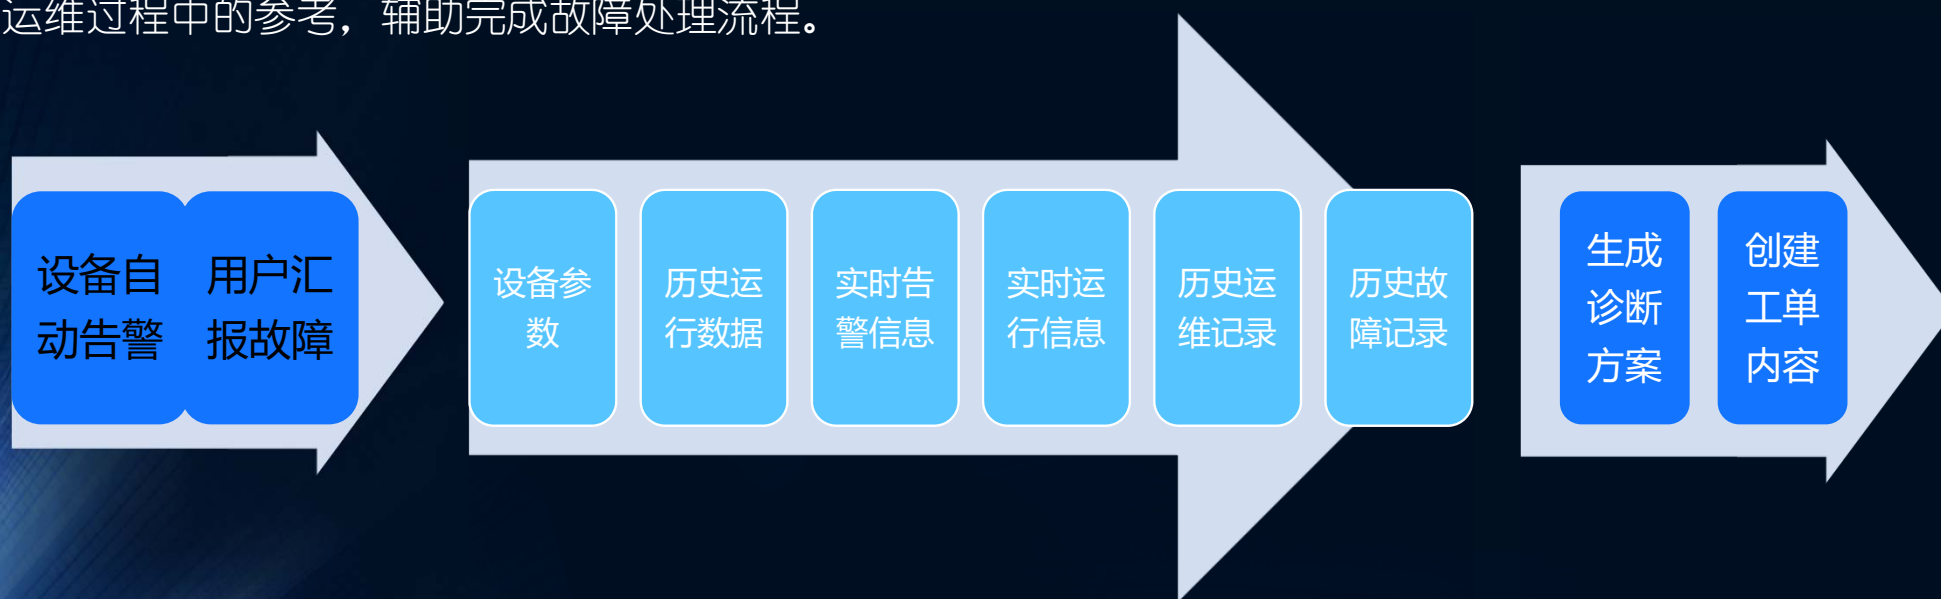 运维过程中的参考，辅助完成故障处理流程。
设备自
动告警
用户汇
报故障
设备参
数
历史运
行数据
实时告
警信息
实时运
行信息
历史运
维记录
历史故
障记录
生成
诊断
方案
创建
工单
内容